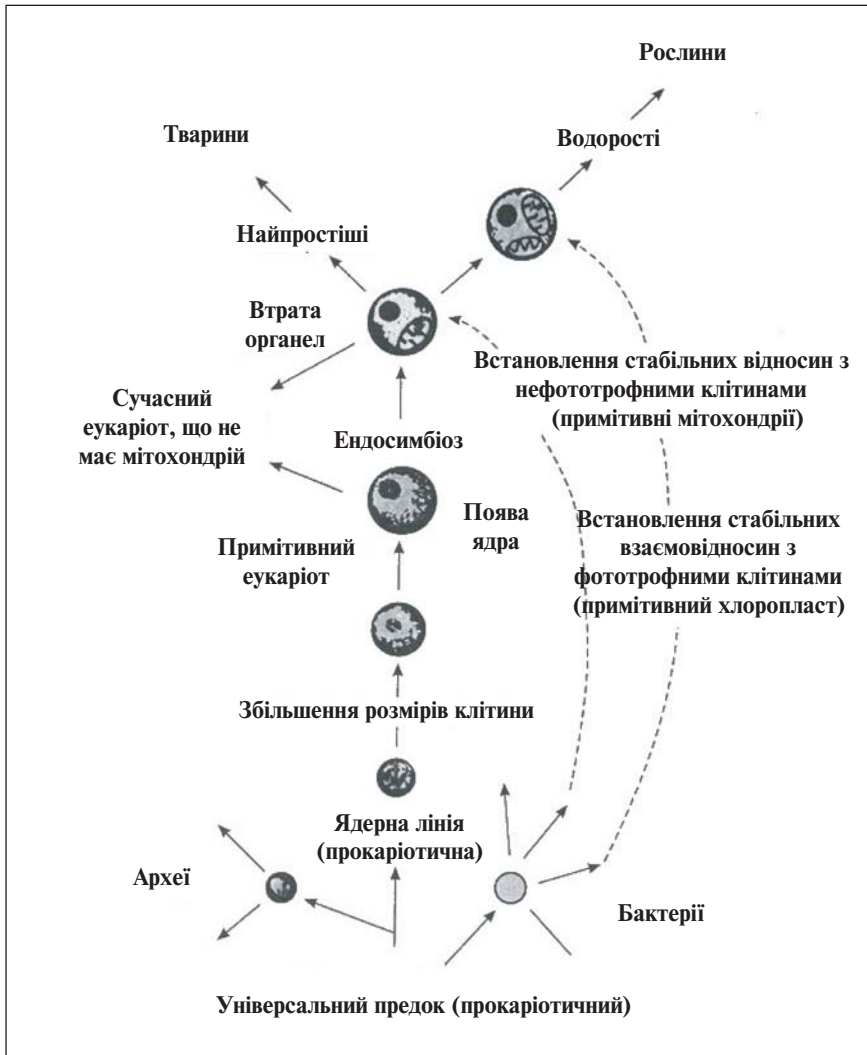 Рослини
Водорості
Тварини
Найпростіші
Втрата
органел
Встановлення стабільних відносин з
нефототрофними клітинами
(примітивні мітохондрії)
Сучасний
еукаріот, що не
має мітохондрій
Ендосимбіоз
Поява
ядра
Встановлення стабільних
взаємовідносин з
фототрофними клітинами
(примітивний хлоропласт)
Примітивний
еукаріот
Збільшення розмірів клітини
Ядерна лінія
(прокаріотична)
Археї
Бактерії
Універсальний предок (прокаріотичний)